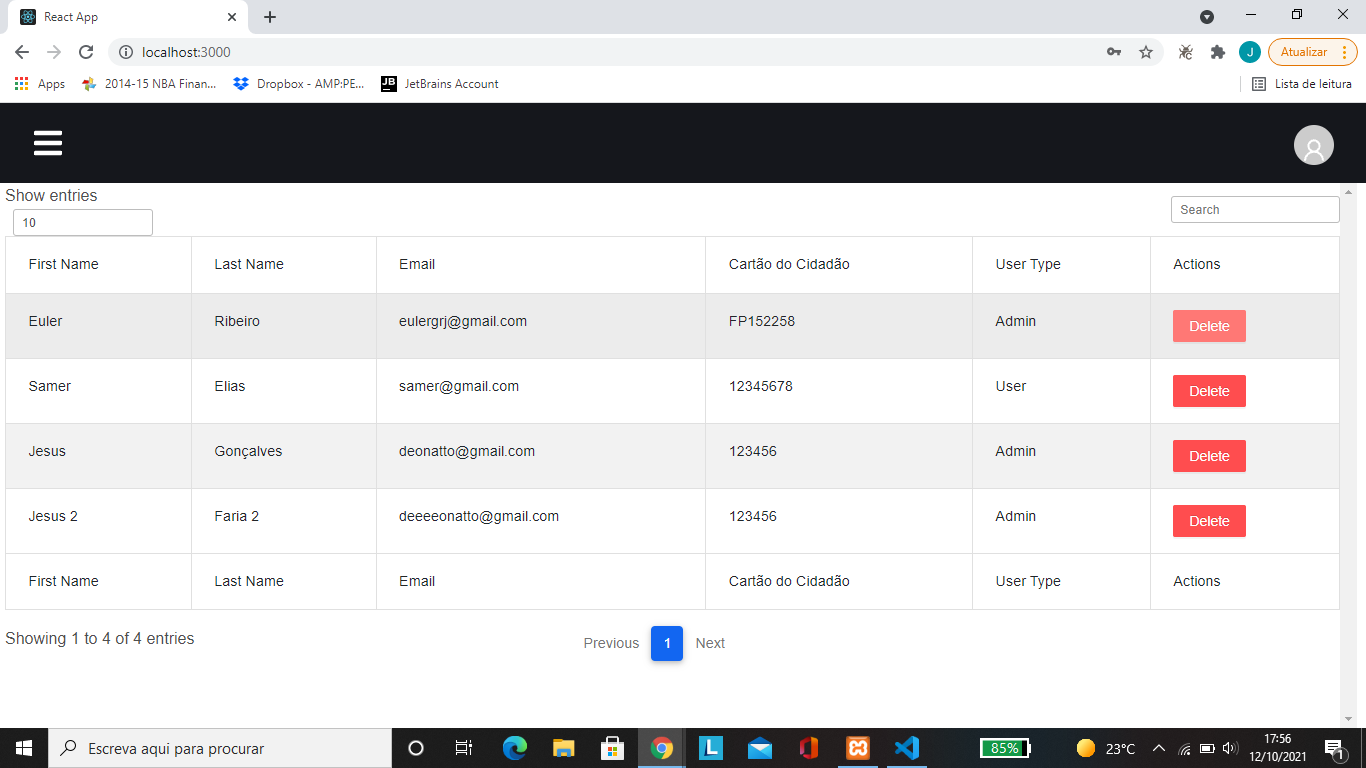 React App
localhost:3000
J
Atualizar
Apps
2014-15 NBA Finan...
Dropbox - AMP:PE...
JB
JetBrains Account
Lista de leitura
Show entries
10
Search
First Name Last Name Email Cartão do Cidadão User Type Actions
Euler Ribeiro eulergrj@gmail.com FP152258 Admin Delete
Samer Elias samer@gmail.com 12345678 User Delete
Jesus Gonçalves deonatto@gmail.com 123456 Admin Delete
Jesus 2 Faria 2 deeeeonatto@gmail.com 123456 Admin Delete
First Name Last Name Email Cartão do Cidadão User Type Actions
Showing 1 to 4 of 4 entries
Previous 1 Next
Escreva aqui para procurar
L
85%
23°C
17:56
12/10/2021
1